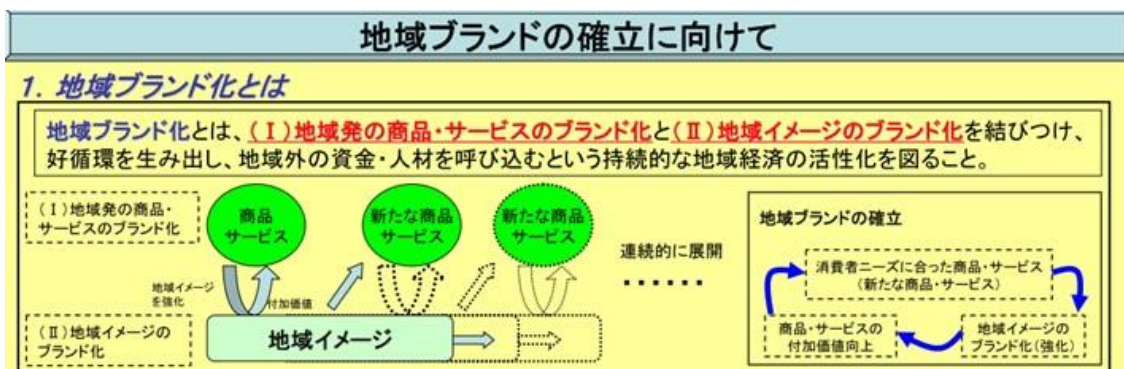 地域ブランドの確立に向けて
1. 地域ブランド化とは
地域ブランド化とは、(Ⅰ)地域発の商品・サービスのブランド化と(Ⅱ)地域イメージのブランド化を結びつけ、
好循環を生み出し、地域外の資金・人材を呼び込むという持続的な地域経済の活性化を図ること。
(Ⅰ)地域発の商品・
サービスのブランド化
商品
サービス
新たな商品
サービス
新たな商品
サービス
連続的に展開
・・・・・・
地域イメージ
を強化
付加価値
(Ⅱ)地域イメージの
ブランド化
地域イメージ
地域ブランドの確立
消費者ニーズに合った商品・サービス
(新たな商品・サービス)
商品・サービスの
付加価値向上
地域イメージの
ブランド化(強化)